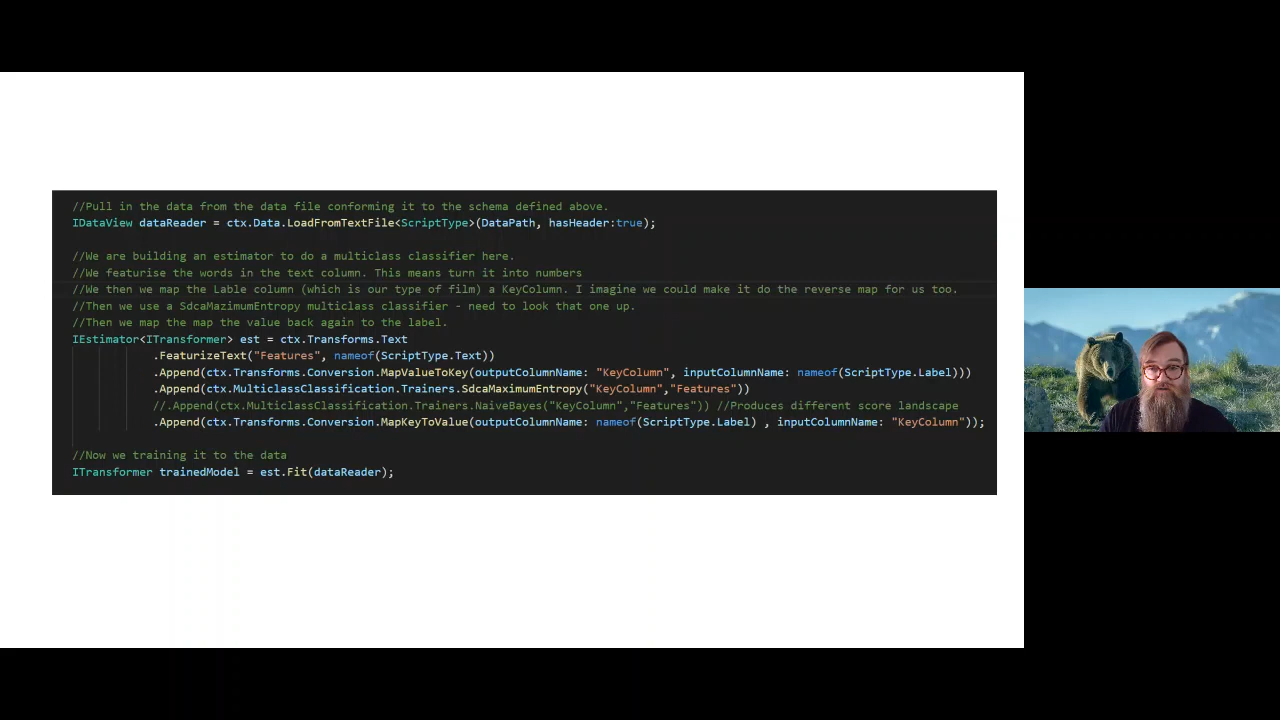 //Pull in the data from the data file conforming it to the schema defined above.
IDataView dataReader = ctx.Data.LoadFromTextFile<ScriptType>(DataPath, hasHeader:true);
//We are building an estimator to do a multiclass classifier here.
//We featurise the words in the text column. This means turn it into numbers
//We then we map the Lable column (which is our type of film) a KeyColumn. I imagine we could make it do the reverse map for us too.
//Then we use a SdcaMazimumEntropy multiclass classifier - need to look that one up.
//Then we map the map the value back again to the label.
IEstimator<ITransformer> est = ctx.Transforms.Text
.FeaturizeText("Features", nameof(ScriptType.Text))
.Append(ctx.Transforms.Conversion.MapValueToKey(outputColumnName: "KeyColumn", inputColumnName: nameof(ScriptType.Label)))
.Append(ctx.MulticlassClassification.Trainers.SdcaMaximumEntropy("KeyColumn","Features"))
//.Append(ctx.MulticlassClassification.Trainers.NaiveBayes("KeyColumn","Features")) //Produces different score landscape
.Append(ctx.Transforms.Conversion.MapKeyToValue(outputColumnName: nameof(ScriptType.Label) , inputColumnName: "KeyColumn"));
//Now we training it to the data
ITransformer trainedModel = est.Fit(dataReader);